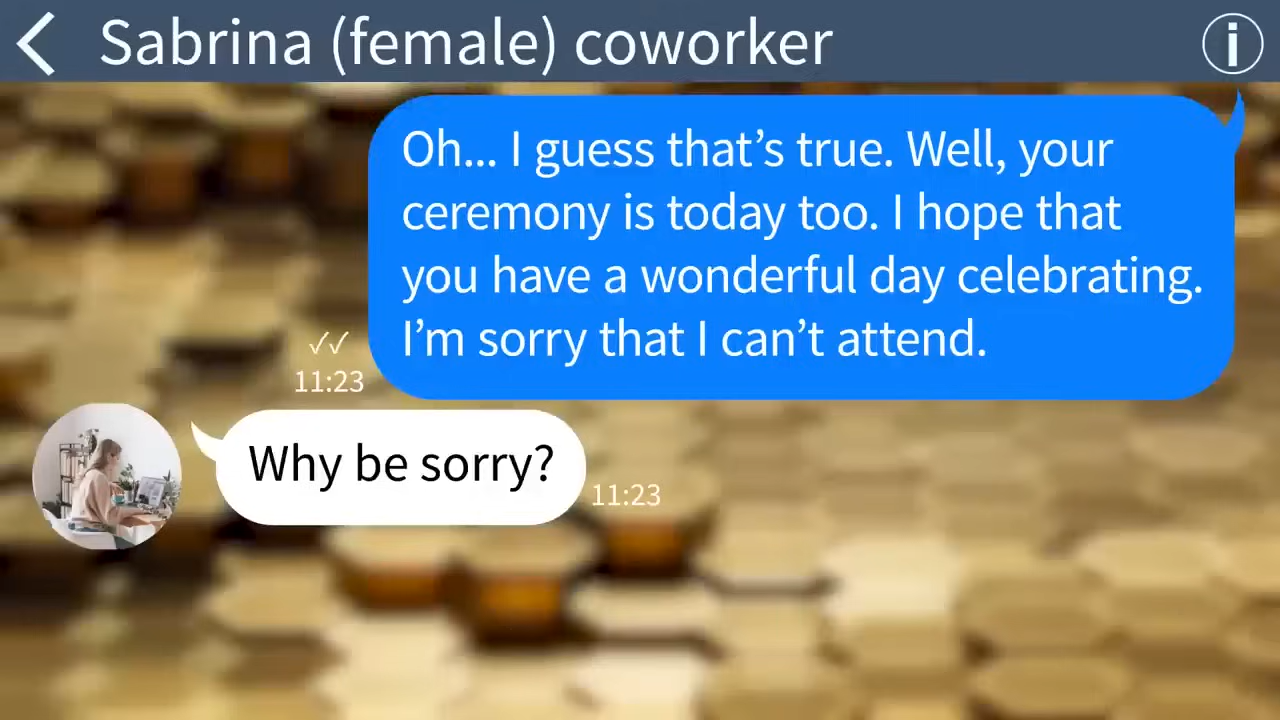 Sabrina (female) coworker
Oh... I guess that’s true. Well, your
ceremony is today too. I hope that
you have a wonderful day celebrating.
I’m sorry that I can’t attend.
✓✓
11:23
Why be sorry?
11:23